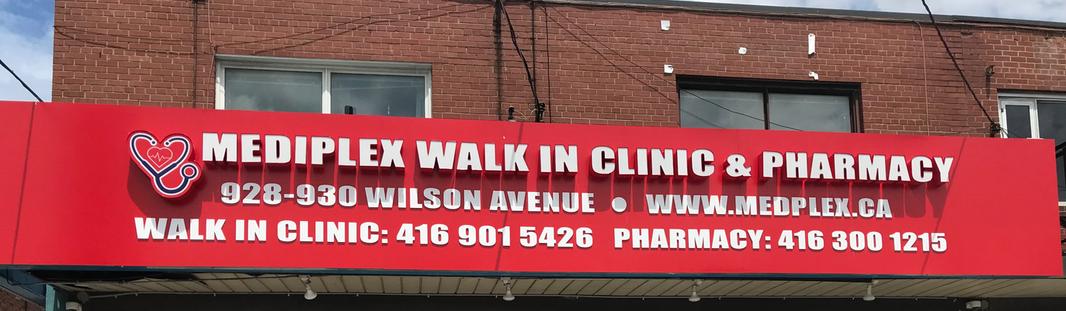 MEDIPLEX WALK IN CLINIC & PHARMACY
928-930 WILSON AVENUE ● WWW.MEDPLEX.CA
WALK IN CLINIC: 416 901 5426 PHARMACY: 416 300 1215